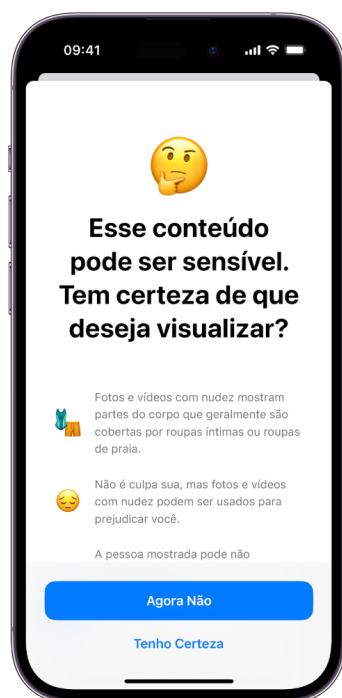 09:41
Esse conteúdo
pode ser sensível.
Tem certeza de que
deseja visualizar?
Fotos e vídeos com nudez mostram
partes do corpo que geralmente são
cobertas por roupas íntimas ou roupas
de praia.
Não é culpa sua, mas fotos e vídeos
com nudez podem ser usados para
prejudicar você.
A pessoa mostrada pode não
Agora Não
Tenho Certeza